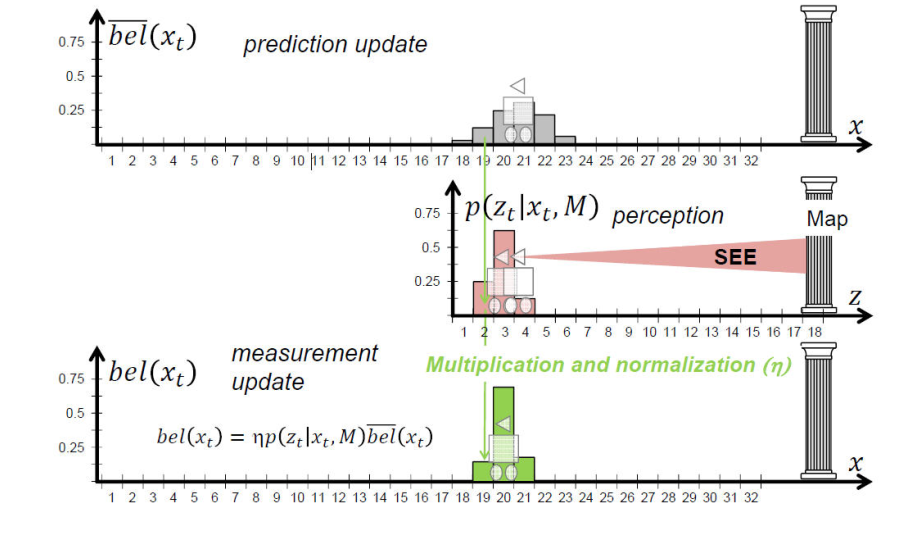 0.75
0.5
0.25
$\overline{bel}(x_t)$
prediction update
x
1 2 3 4 5 6 7 8 9 10 11 12 13 14 15 16 17 18 19 20 21 22 23 24 25 26 27 28 29 30 31 32
0.75
0.5
0.25
$p(z_t|x_t, M)$
perception
SEE
Map
z
1 2 3 4 5 6 7 8 9 10 11 12 13 14 15 16 17 18
Multiplication and normalization (η)
0.75
0.5
0.25
$bel(x_t)$
measurement
update
$bel(x_t) = ηp(z_t|x_t, M)\overline{bel}(x_t)$
x
1 2 3 4 5 6 7 8 9 10 11 12 13 14 15 16 17 18 19 20 21 22 23 24 25 26 27 28 29 30 31 32